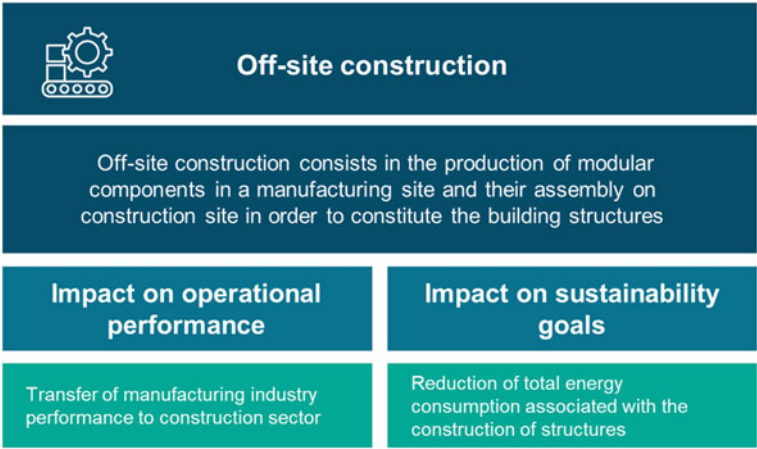 Off-site construction
Off-site construction consists in the production of modular
components in a manufacturing site and their assembly on
construction site in order to constitute the building structures
Impact on operational
performance
Impact on sustainability
goals
Transfer of manufacturing industry
performance to construction sector
Reduction of total energy
consumption associated with the
construction of structures